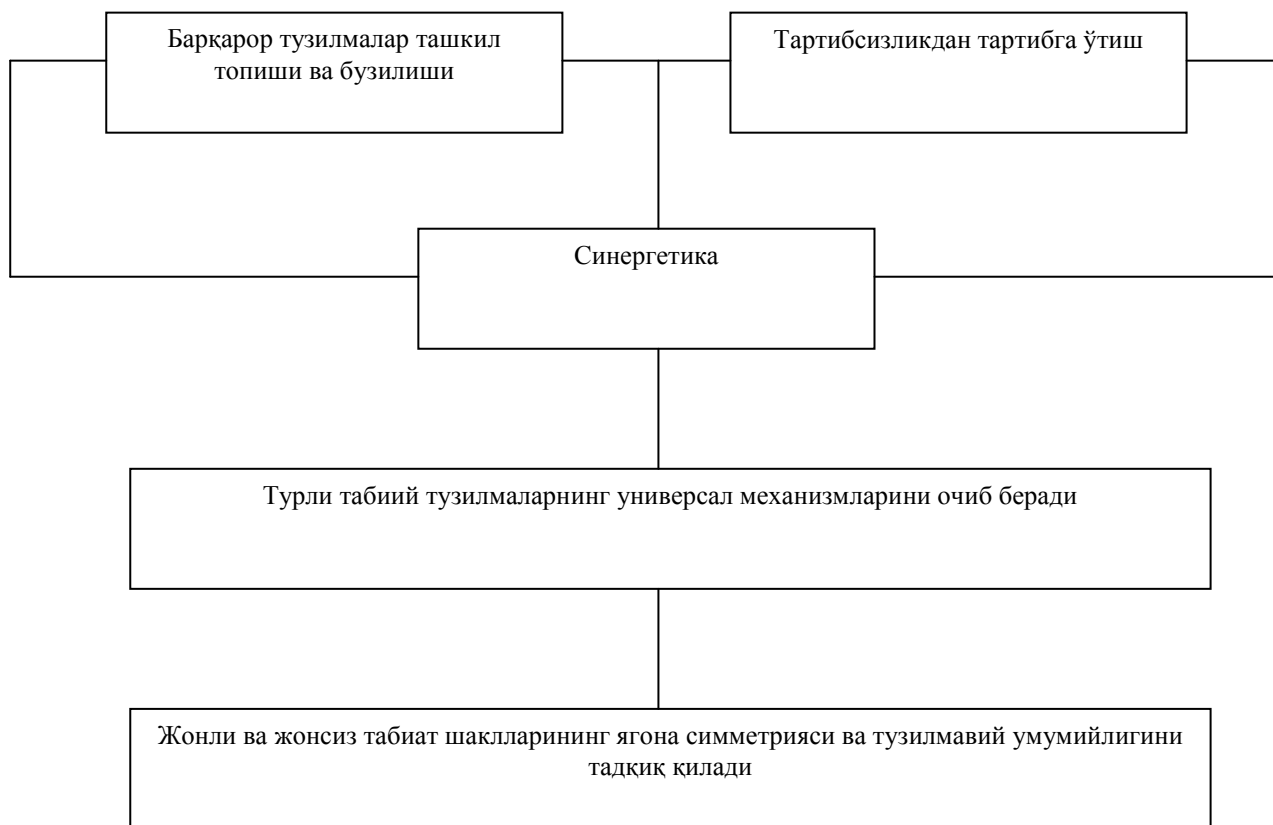 Барқарор тузилмалар ташкил
топиши ва бузилиши
Тартибсизликдан тартибга ўтиш
Синергетика
Турли табиий тузилмаларнинг универсал механизмларини очиб беради
Жонли ва жонсиз табиат шаклларининг ягона симметрияси ва тузилмавий умумийлигини
тадқиқ қилади